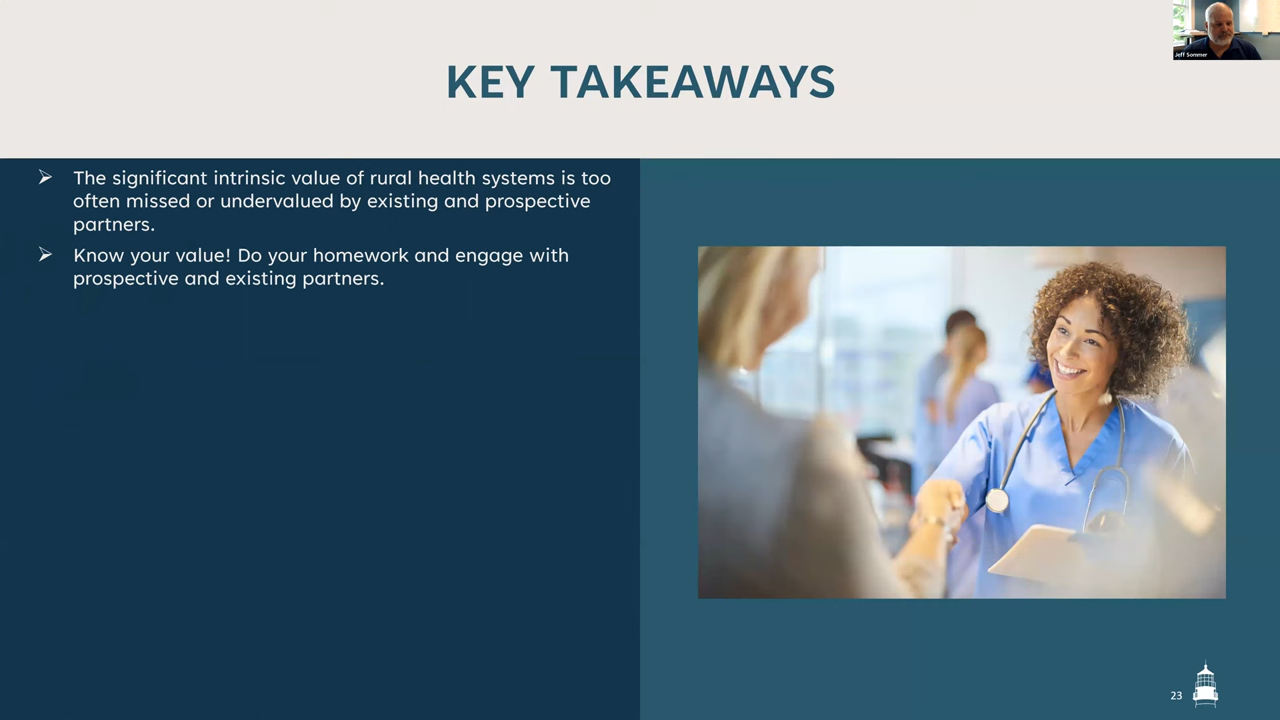 Jeff Sommer
KEY TAKEAWAYS
➢ The significant intrinsic value of rural health systems is too
often missed or undervalued by existing and prospective
partners.
➢ Know your value! Do your homework and engage with
prospective and existing partners.
23